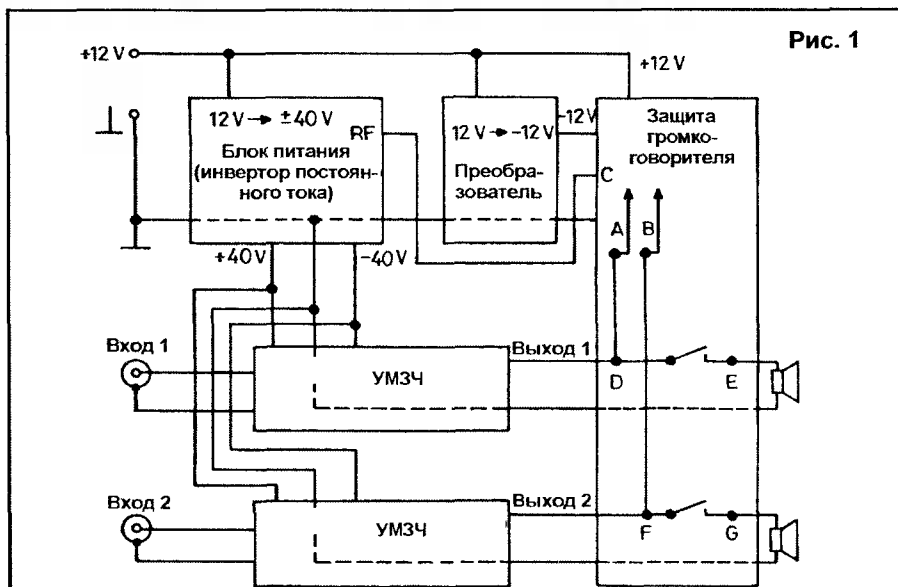 Рис. 1
+12 V
+12 V
12 V → ±40 V
RF
Блок питания
(инвертор постоян-
ного тока)
12 V → -12 V
Преобра-
зователь
-12V
Защита
громко-
говорителя
C
A
B
+40 V
-40 V
Вход 1
УМЗЧ
Выход 1
D
E
Вход 2
УМЗЧ
Выход 2
F
G